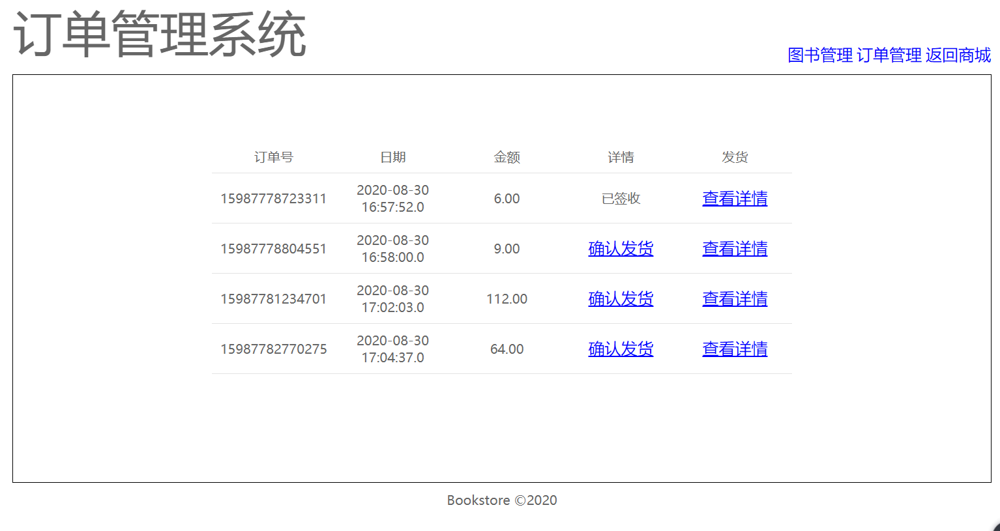 订单管理系统
图书管理 订单管理 返回商城
订单号 日期 金额 详情 发货
15987778723311 2020-08-30 16:57:52.0 6.00 已签收 查看详情
15987778804551 2020-08-30 16:58:00.0 9.00 确认发货 查看详情
15987781234701 2020-08-30 17:02:03.0 112.00 确认发货 查看详情
15987782770275 2020-08-30 17:04:37.0 64.00 确认发货 查看详情
Bookstore ©2020